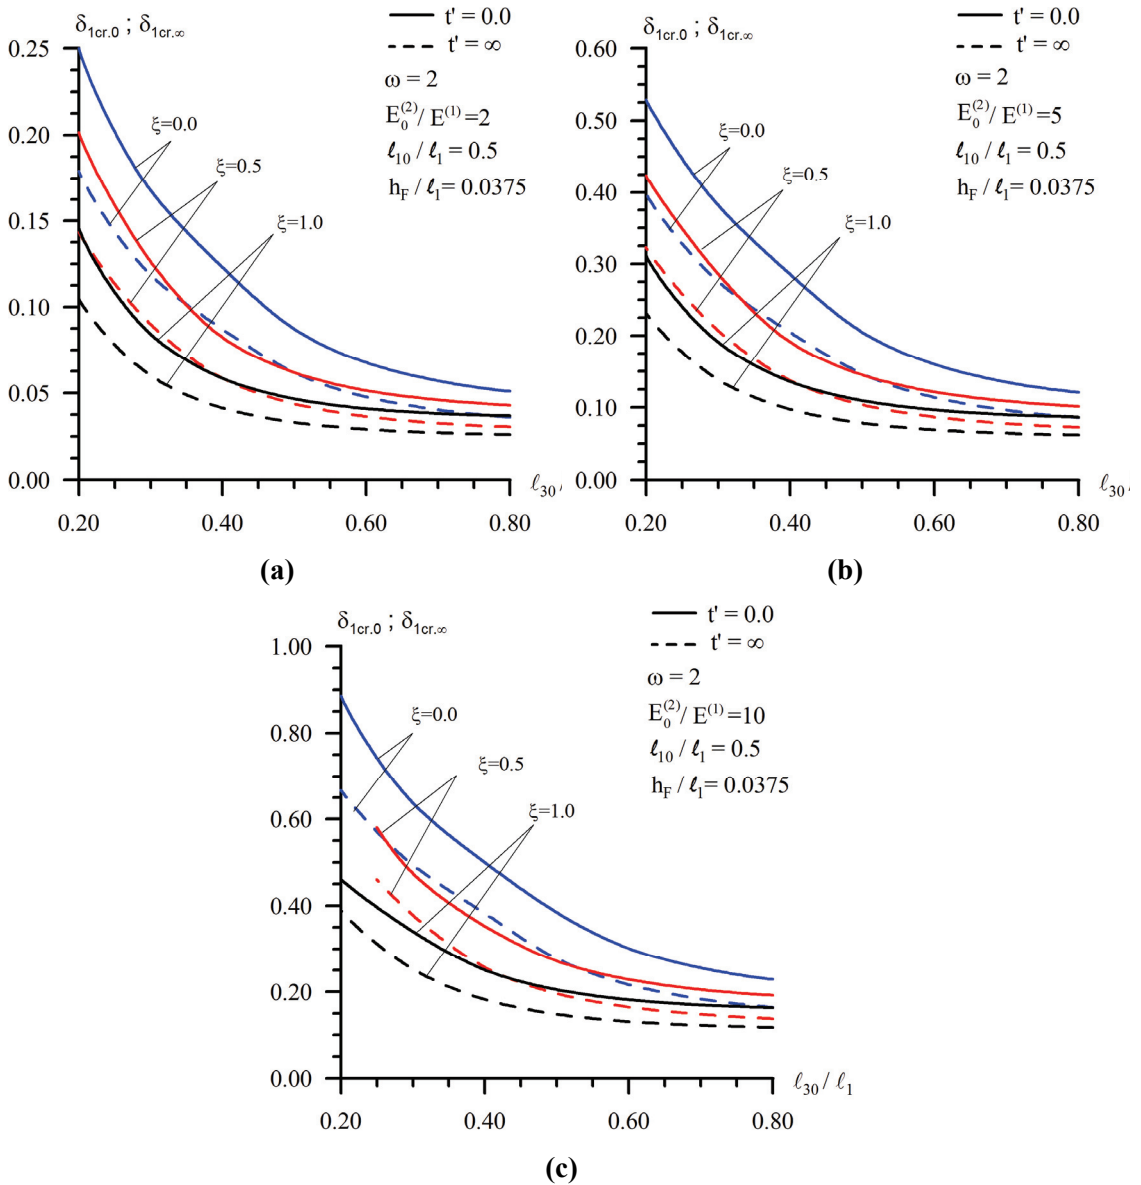 δ1cr.0 ; δ1cr.∞
t' = 0.0
t' = ∞
ω = 2
E0(2) / E(1) = 2
ℓ10 / ℓ1 = 0.5
hF / ℓ1 = 0.0375
ξ=0.0
ξ=0.5
ξ=1.0
0.25
0.20
0.15
0.10
0.05
0.00
0.20 0.40 0.60 0.80
ℓ30 /
(a)
δ1cr.0 ; δ1cr.∞
t' = 0.0
t' = ∞
ω = 2
E0(2) / E(1) = 5
ℓ10 / ℓ1 = 0.5
hF / ℓ1 = 0.0375
ξ=0.0
ξ=0.5
ξ=1.0
0.60
0.50
0.40
0.30
0.20
0.10
0.00
0.20 0.40 0.60 0.80
ℓ30 /
(b)
δ1cr.0 ; δ1cr.∞
t' = 0.0
t' = ∞
ω = 2
E0(2) / E(1) = 10
ℓ10 / ℓ1 = 0.5
hF / ℓ1 = 0.0375
ξ=0.0
ξ=0.5
ξ=1.0
1.00
0.80
0.60
0.40
0.20
0.00
0.20 0.40 0.60 0.80
ℓ30 / ℓ1
(c)